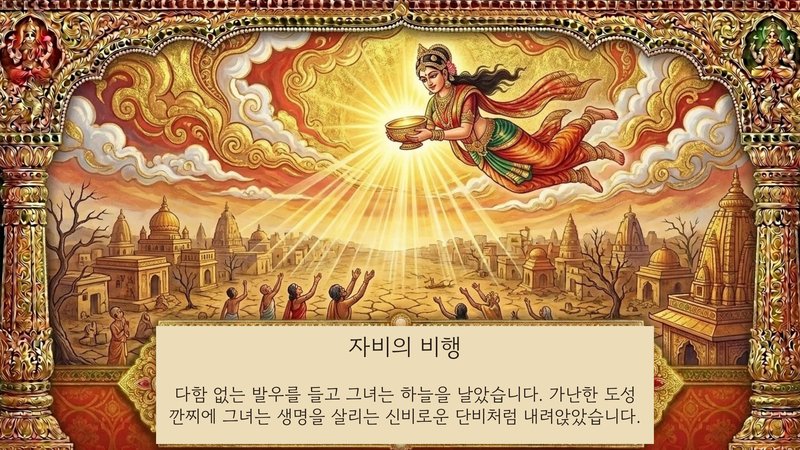 자비의 비행
다함 없는 발우를 들고 그녀는 하늘을 날았습니다. 가난한 도성
깐찌에 그녀는 생명을 살리는 신비로운 단비처럼 내려앉았습니다.